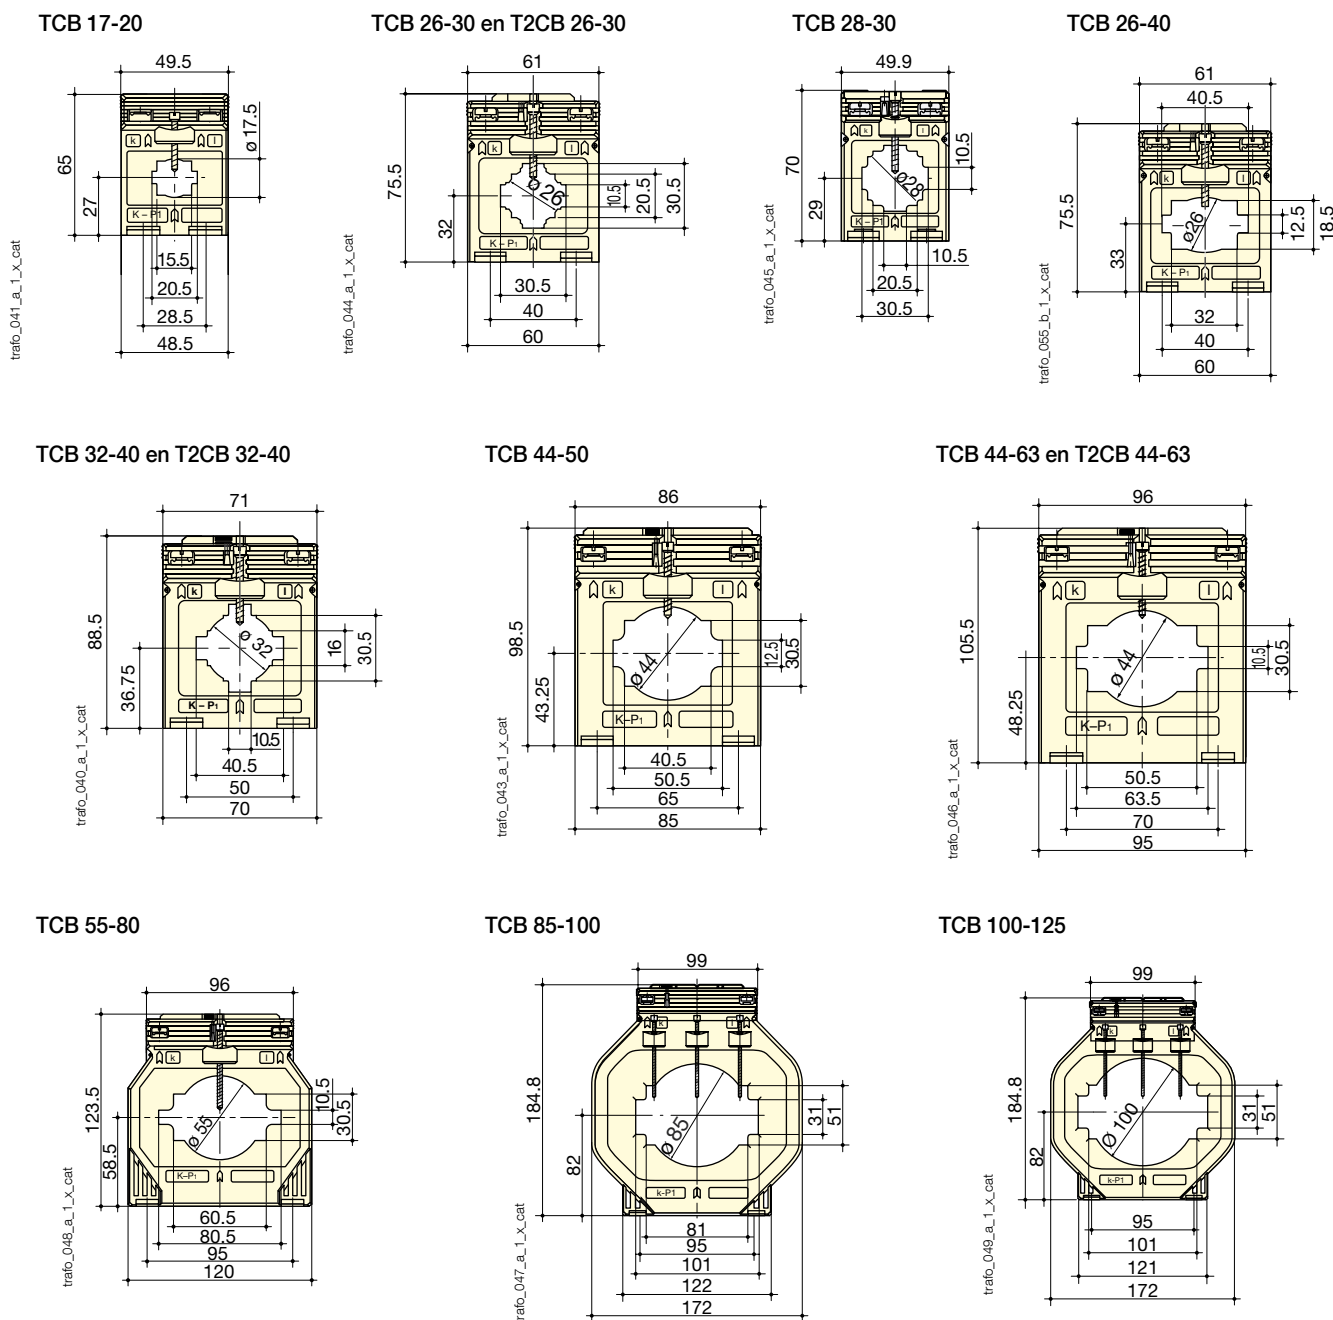 TCB 17-20
49.5
ø 17.5
65
27
k
l
K – P1
15.5
20.5
28.5
48.5
trafo_041_a_1_x_cat
TCB 26-30 en T2CB 26-30
61
75.5
32
k
l
ø 26
10.5
20.5
30.5
K – P1
30.5
40
60
trafo_044_a_1_x_cat
TCB 28-30
49.9
70
29
k
l
ø28
10.5
K – P1
10.5
20.5
30.5
trafo_045_a_1_x_cat
TCB 26-40
61
40.5
75.5
33
k
l
ø26
12.5
18.5
K – P1
32
40
60
trafo_055_b_1_x_cat
TCB 32-40 en T2CB 32-40
71
88.5
36.75
k
l
ø 32
16
30.5
K – P1
10.5
40.5
50
70
trafo_040_a_1_x_cat
TCB 44-50
86
98.5
43.25
k
l
ø 44
12.5
30.5
K–P1
40.5
50.5
65
85
trafo_043_a_1_x_cat
TCB 44-63 en T2CB 44-63
96
105.5
48.25
k
l
ø 44
10.5
30.5
K–P1
50.5
63.5
70
95
trafo_046_a_1_x_cat
TCB 55-80
96
123.5
58.5
k
l
ø 55
10.5
30.5
K–P1
60.5
80.5
95
120
trafo_048_a_1_x_cat
TCB 85-100
99
184.8
82
k
l
ø 85
31
51
k-P1
81
95
101
122
172
rafo_047_a_1_x_cat
TCB 100-125
99
184.8
82
k
l
Ø 100
31
51
k-P1
95
101
121
172
trafo_049_a_1_x_cat